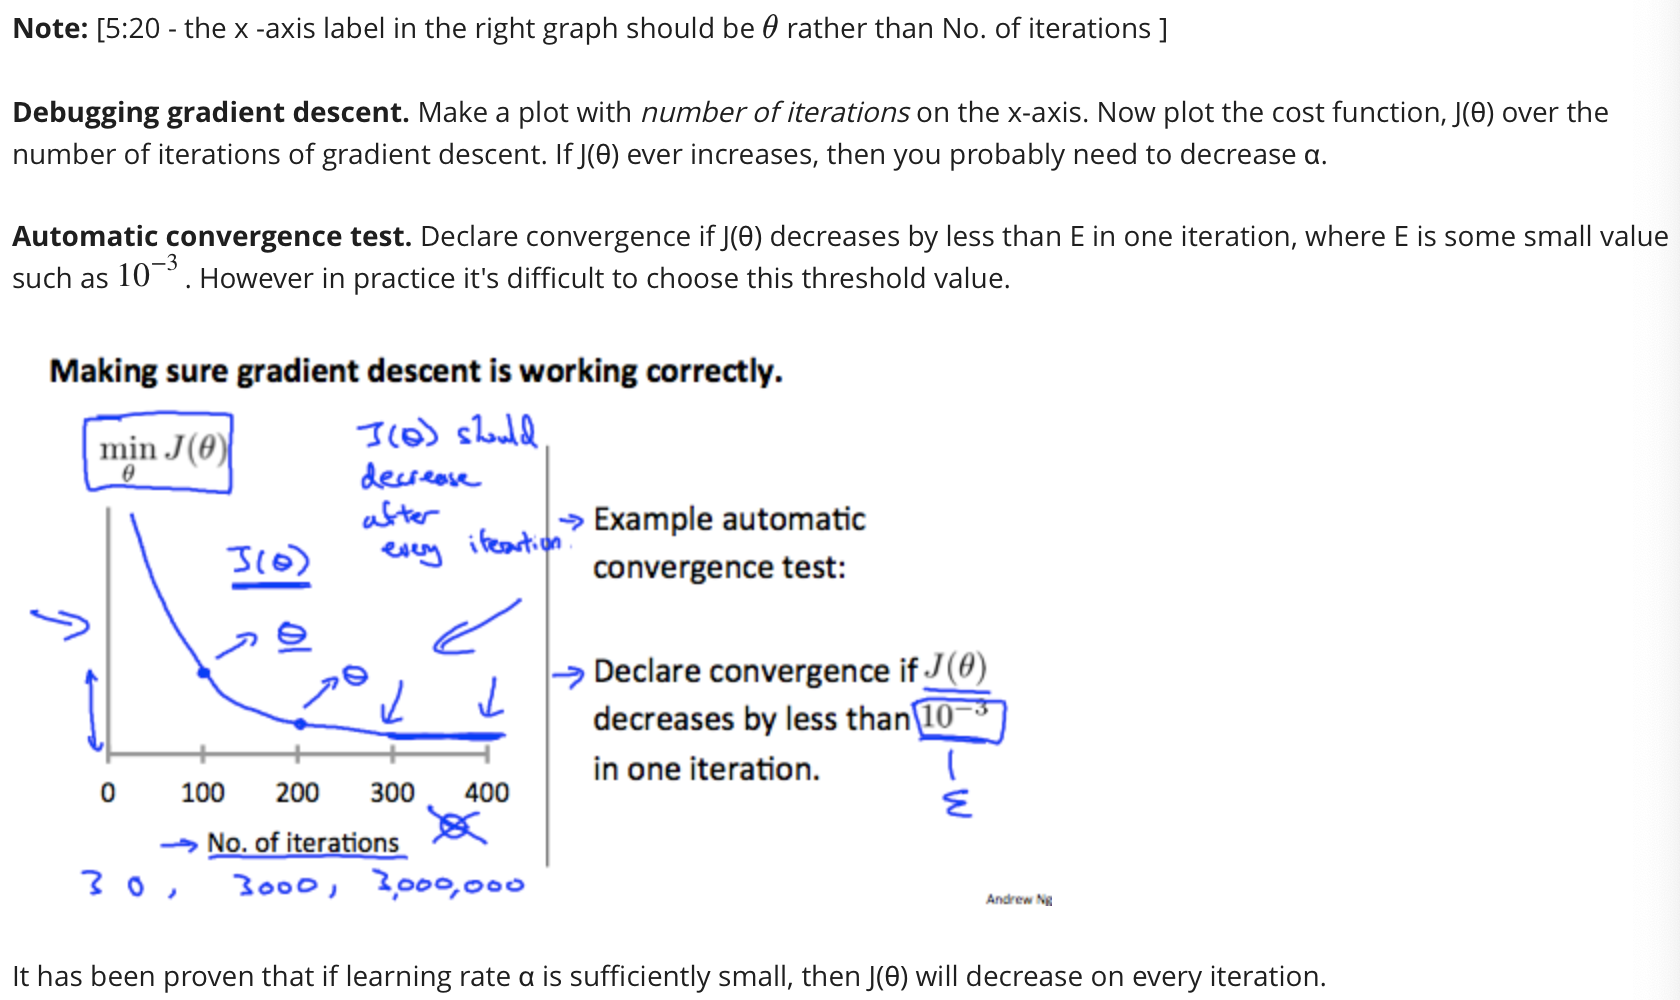 Note: [5:20 - the x -axis label in the right graph should be θ rather than No. of iterations ]
Debugging gradient descent. Make a plot with number of iterations on the x-axis. Now plot the cost function, J(θ) over the
number of iterations of gradient descent. If J(θ) ever increases, then you probably need to decrease α.
Automatic convergence test. Declare convergence if J(θ) decreases by less than E in one iteration, where E is some small value
such as 10⁻³ . However in practice it's difficult to choose this threshold value.
Making sure gradient descent is working correctly.
min J(θ)
θ
J(θ) should
decrease
after
every iteration.
J(θ)
θ
θ
0 100 200 300 400
θ
→ No. of iterations
30, 3000, 3,000,000
→ Example automatic
convergence test:
→ Declare convergence if J(θ)
decreases by less than 10⁻³
in one iteration.
ε
Andrew Ng
It has been proven that if learning rate α is sufficiently small, then J(θ) will decrease on every iteration.